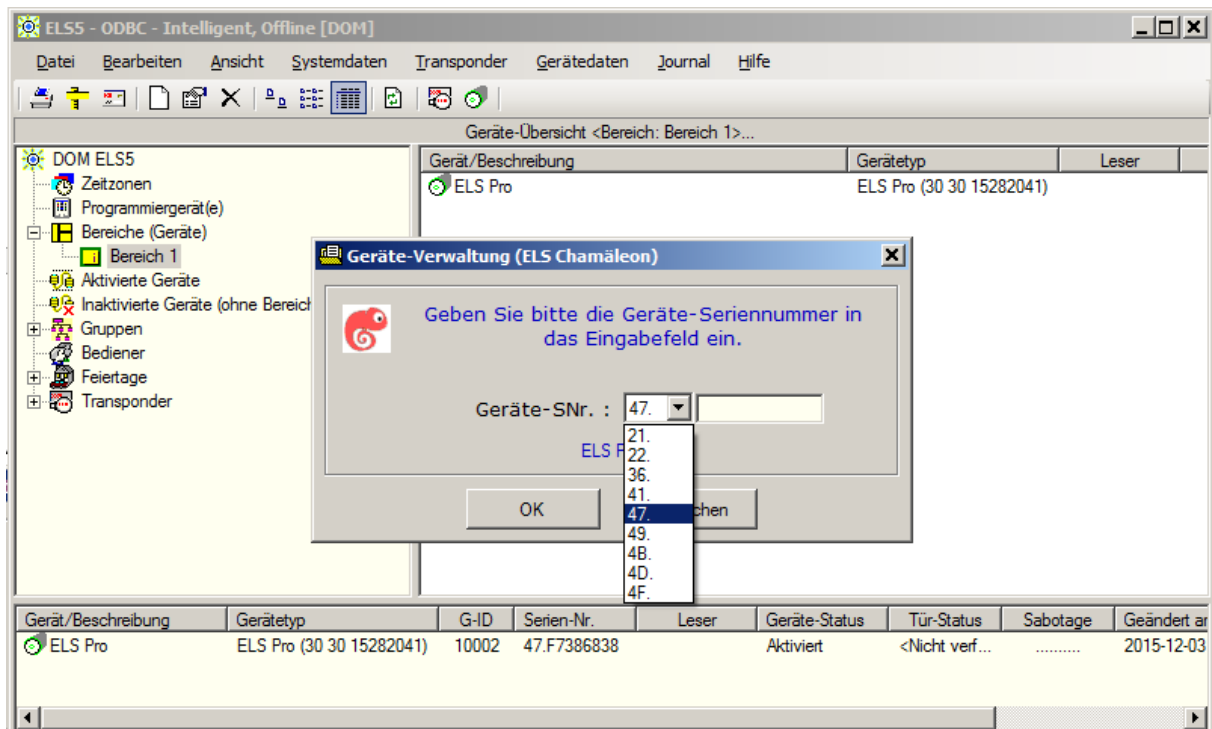 ELS5 - ODBC - Intelligent, Offline [DOM]
Datei Bearbeiten Ansicht Systemdaten Transponder Gerätedaten Journal Hilfe
Geräte-Übersicht <Bereich: Bereich 1>...
DOM ELS5
Zeitzonen
Programmiergerät(e)
Bereiche (Geräte)
Bereich 1
Aktivierte Geräte
Inaktivierte Geräte (ohne Bereich
Gruppen
Bediener
Feiertage
Transponder
Gerät/Beschreibung Gerätetyp Leser
ELS Pro ELS Pro (30 30 15282041)
Geräte-Verwaltung (ELS Chamäleon)
Geben Sie bitte die Geräte-Seriennummer in
das Eingabefeld ein.
Geräte-SNr. : 47.
ELS
21.
22.
36.
41.
47.
49.
4B.
4D.
4F.
OK chen
Gerät/Beschreibung Gerätetyp G-ID Serien-Nr. Leser Geräte-Status Tür-Status Sabotage Geändert
ELS Pro ELS Pro (30 30 15282041) 10002 47.F7386838 Aktiviert <Nicht verf... .......... 2015-12-03